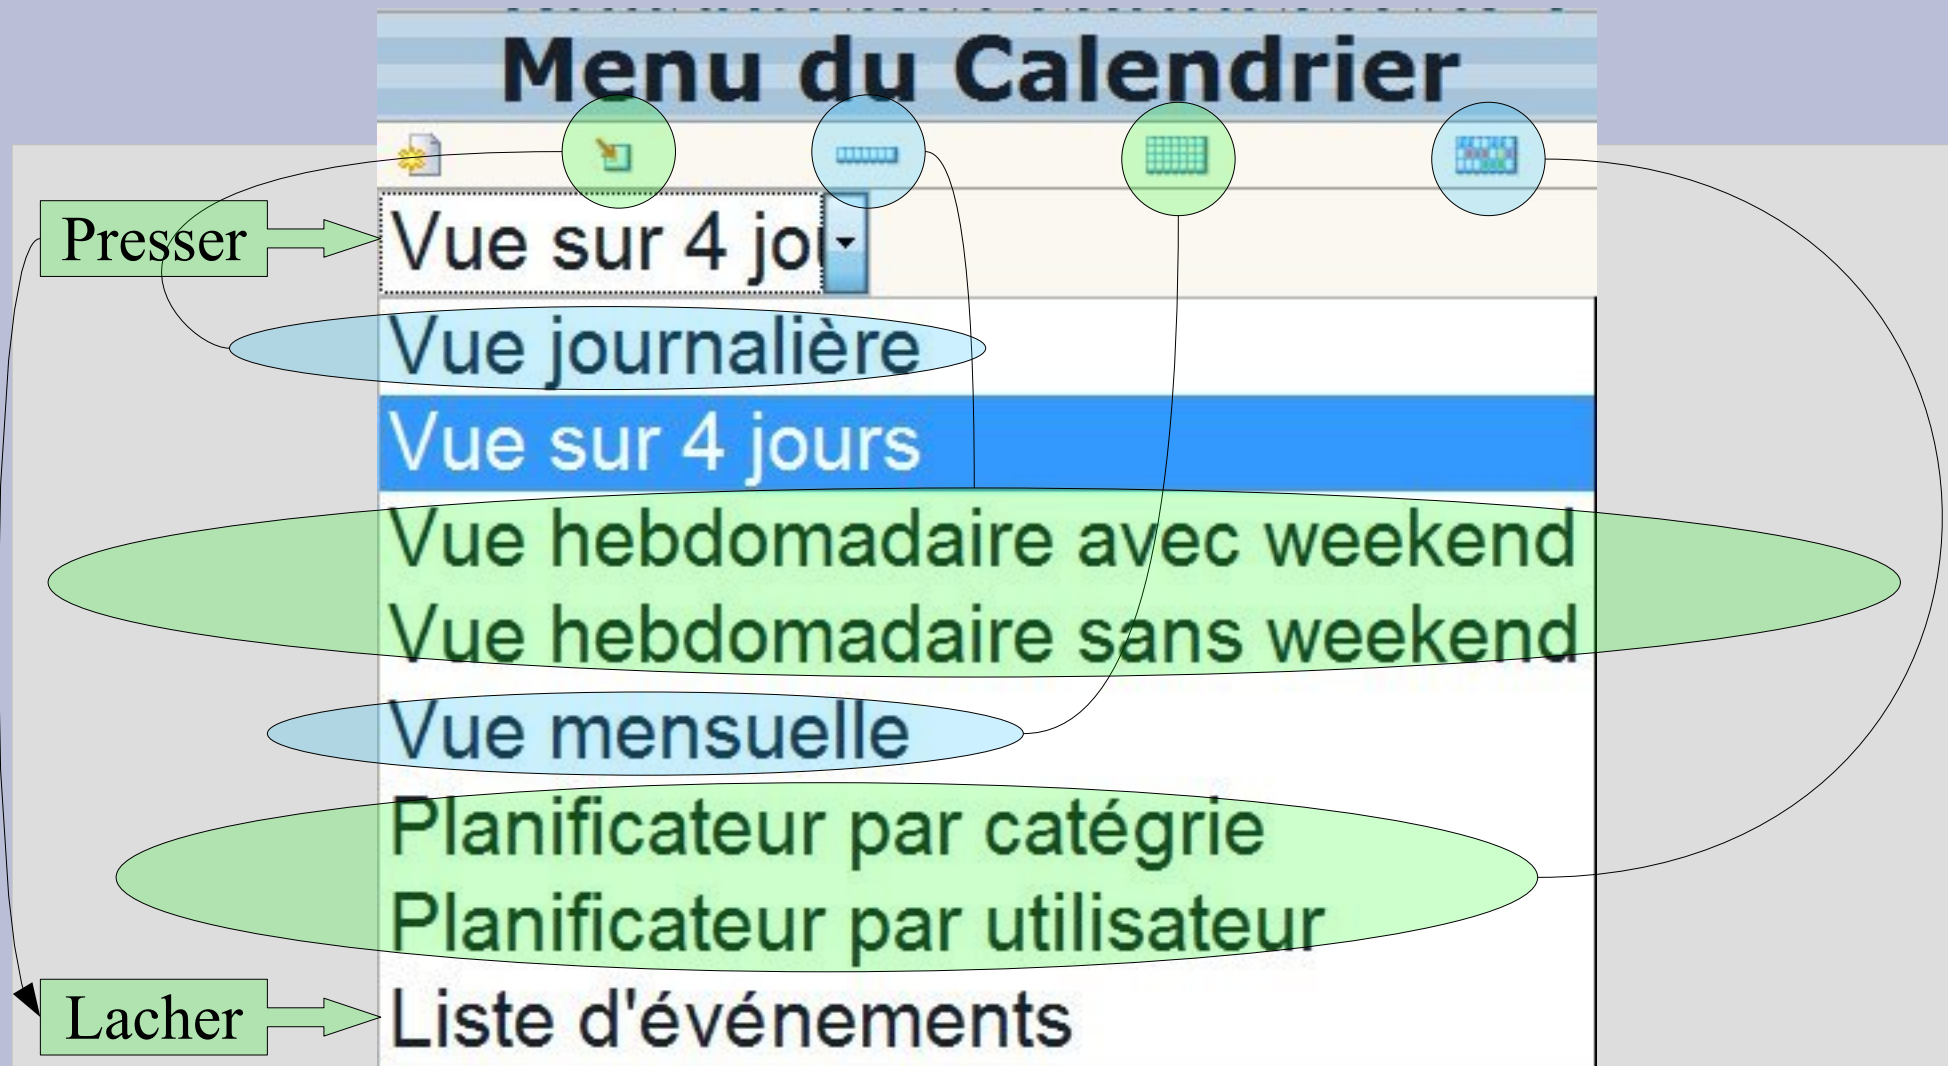 Menu du Calendrier
Presser
Vue sur 4 jou
Vue journalière
Vue sur 4 jours
Vue hebdomadaire avec weekend
Vue hebdomadaire sans weekend
Vue mensuelle
Planificateur par catégrie
Planificateur par utilisateur
Lacher
Liste d'événements